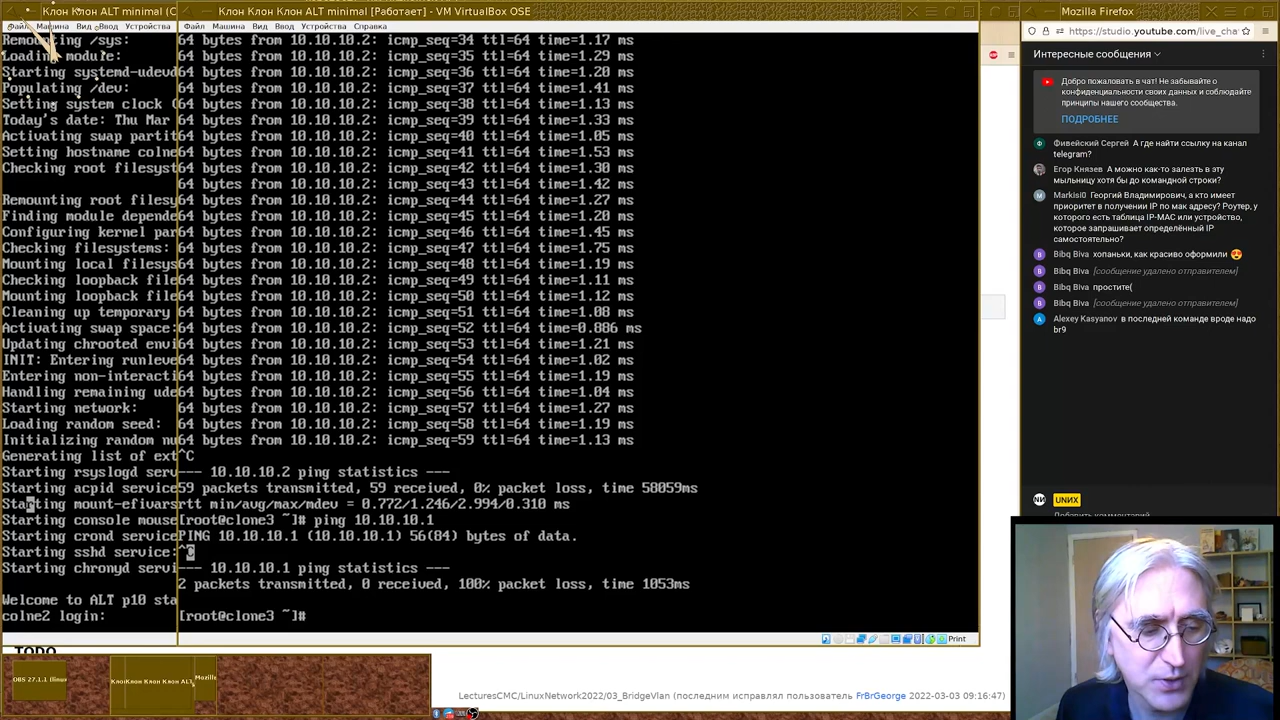 Клон Клон ALT minimal (С
Файл Машина Вид Ввод Устройства
Remounting /sys:
Loading module:
Starting systemd-udevd
Populating /dev:
Setting system clock (
Today's date: Thu Mar
Activating swap partit
Setting hostname colne
Checking root filesyst
Remounting root filesy
Finding module depende
Configuring kernel par
Checking filesystems:
Mounting local filesys
Checking loopback file
Mounting loopback file
Cleaning up temporary
Activating swap space:
Updating chrooted envi
INIT: Entering runleve
Entering non-interacti
Handling remaining ude
Starting network:
Loading random seed:
Initializing random nu
Generating list of ext
Starting rsyslogd serv
Starting acpid service
Starting mount-efivars
Starting console mouse
Starting crond service
Starting sshd service:
Starting chronyd servi
Welcome to ALT p10 sta
colne2 login:
Клон Клон Клон ALT minimal [Работает] - VM VirtualBox OSE
Файл Машина Вид Ввод Устройства Справка
64 bytes from 10.10.10.2: icmp_seq=34 ttl=64 time=1.17 ms
64 bytes from 10.10.10.2: icmp_seq=35 ttl=64 time=1.29 ms
64 bytes from 10.10.10.2: icmp_seq=36 ttl=64 time=1.20 ms
64 bytes from 10.10.10.2: icmp_seq=37 ttl=64 time=1.41 ms
64 bytes from 10.10.10.2: icmp_seq=38 ttl=64 time=1.13 ms
64 bytes from 10.10.10.2: icmp_seq=39 ttl=64 time=1.33 ms
64 bytes from 10.10.10.2: icmp_seq=40 ttl=64 time=1.05 ms
64 bytes from 10.10.10.2: icmp_seq=41 ttl=64 time=1.53 ms
64 bytes from 10.10.10.2: icmp_seq=42 ttl=64 time=1.30 ms
64 bytes from 10.10.10.2: icmp_seq=43 ttl=64 time=1.42 ms
64 bytes from 10.10.10.2: icmp_seq=44 ttl=64 time=1.27 ms
64 bytes from 10.10.10.2: icmp_seq=45 ttl=64 time=1.20 ms
64 bytes from 10.10.10.2: icmp_seq=46 ttl=64 time=1.45 ms
64 bytes from 10.10.10.2: icmp_seq=47 ttl=64 time=1.75 ms
64 bytes from 10.10.10.2: icmp_seq=48 ttl=64 time=1.19 ms
64 bytes from 10.10.10.2: icmp_seq=49 ttl=64 time=1.11 ms
64 bytes from 10.10.10.2: icmp_seq=50 ttl=64 time=1.12 ms
64 bytes from 10.10.10.2: icmp_seq=51 ttl=64 time=1.08 ms
64 bytes from 10.10.10.2: icmp_seq=52 ttl=64 time=0.886 ms
64 bytes from 10.10.10.2: icmp_seq=53 ttl=64 time=1.21 ms
64 bytes from 10.10.10.2: icmp_seq=54 ttl=64 time=1.02 ms
64 bytes from 10.10.10.2: icmp_seq=55 ttl=64 time=1.19 ms
64 bytes from 10.10.10.2: icmp_seq=56 ttl=64 time=1.04 ms
64 bytes from 10.10.10.2: icmp_seq=57 ttl=64 time=1.27 ms
64 bytes from 10.10.10.2: icmp_seq=58 ttl=64 time=1.19 ms
64 bytes from 10.10.10.2: icmp_seq=59 ttl=64 time=1.13 ms
^C
--- 10.10.10.2 ping statistics ---
59 packets transmitted, 59 received, 0% packet loss, time 58059ms
rtt min/avg/max/mdev = 0.772/1.246/2.994/0.310 ms
[root@clone3 ~]# ping 10.10.10.1
PING 10.10.10.1 (10.10.10.1) 56(84) bytes of data.
^C
--- 10.10.10.1 ping statistics ---
2 packets transmitted, 0 received, 100% packet loss, time 1053ms
[root@clone3 ~]#
Print
TODO
OBS 27.1.1 (linux
Клон Клон Клон ALT Mozill
LecturesCMC/LinuxNetwork2022/03_BridgeVlan (последним исправлял пользователь FrBrGeorge 2022-03-03 09:16:47)
Mozilla Firefox
https://studio.youtube.com/live_cha
Интересные сообщения
Добро пожаловать в чат! Не забывайте о
конфиденциальности своих данных и соблюдайте
принципы нашего сообщества.
ПОДРОБНЕЕ
Фивейский Сергей А где найти ссылку на канал
telegram?
Егор Князев А можно как-то залезть в эту
мыльницу хотя бы до командной строки?
Markisi0 Георгий Владимирович, а кто имеет
приоритет в получении IP по мак адресу? Роутер, у
которого есть таблица IP-MAC или устройство,
которое запрашивает определённый IP
самостоятельно?
Bibq Biva хопаньки, как красиво оформили 😍
Bibq Biva [сообщение удалено отправителем]
Bibq Biva простите(
Bibq Biva [сообщение удалено отправителем]
Alexey Kasyanov в последней команде вроде надо
br9
UNИX
Добавить комментарий